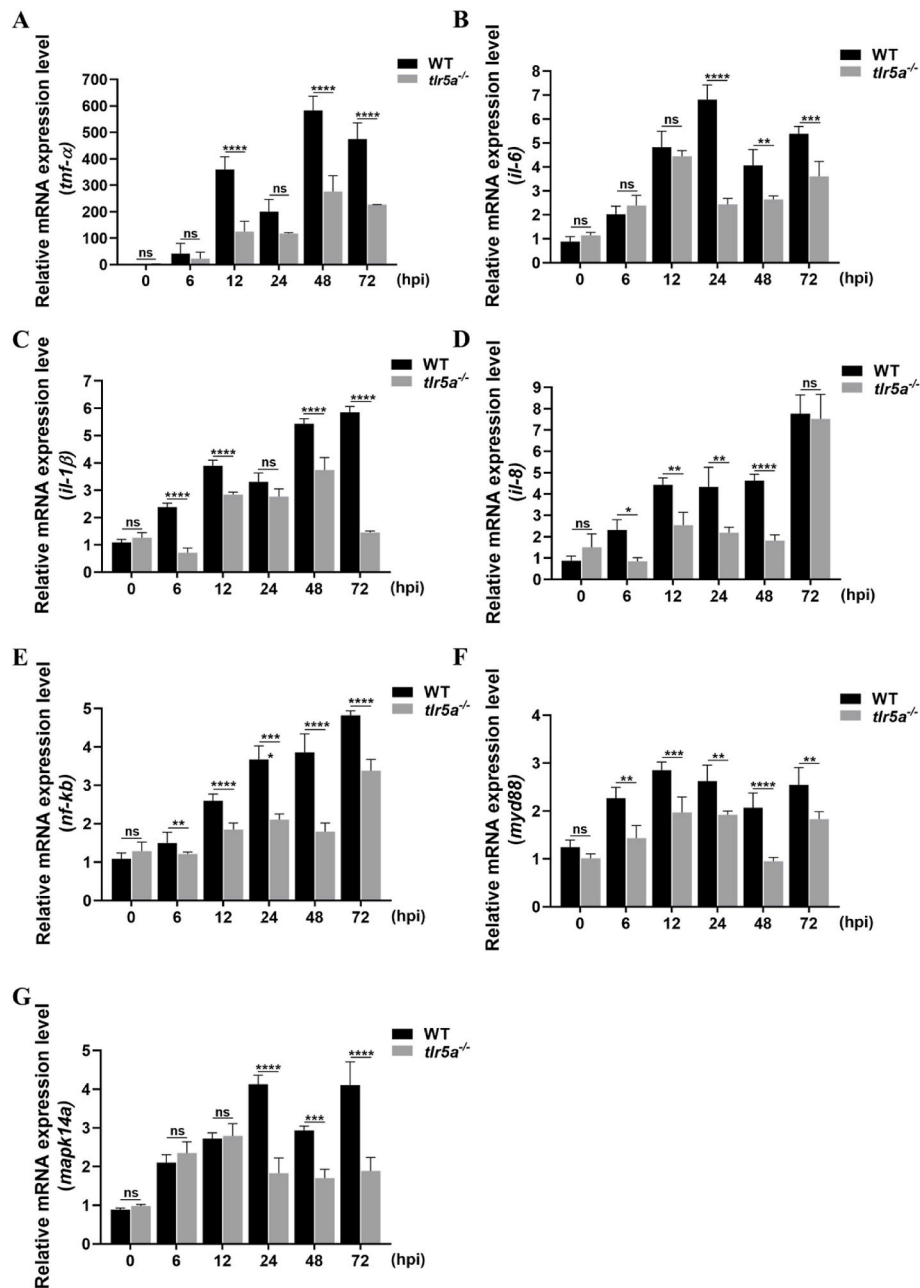 A
WT
tlr5a-/-
Relative mRNA expression level
(tnf-α)
700
600
500
400
300
200
100
0
ns
ns
****
ns
****
****
0 6 12 24 48 72 (hpi)
B
WT
tlr5a-/-
Relative mRNA expression level
(il-6)
8
7
6
5
4
3
2
1
0
ns
ns
ns
****
**
***
0 6 12 24 48 72 (hpi)
C
WT
tlr5a-/-
Relative mRNA expression leve
(il-1β)
7
6
5
4
3
2
1
0
ns
****
****
ns
****
****
0 6 12 24 48 72 (hpi)
D
WT
tlr5a-/-
Relative mRNA expression level
(il-8)
9
8
7
6
5
4
3
2
1
0
ns
*
**
**
****
ns
0 6 12 24 48 72 (hpi)
E
WT
tlr5a-/-
Relative mRNA expression level
(nf-kb)
5
4
3
2
1
0
ns
**
****
***
*
****
****
0 6 12 24 48 72 (hpi)
F
WT
tlr5a-/-
Relative mRNA expression level
(myd88)
4
3
2
1
0
ns
**
***
**
****
**
0 6 12 24 48 72 (hpi)
G
WT
tlr5a-/-
Relative mRNA expression level
(mapk14a)
5
4
3
2
1
0
ns
ns
ns
****
***
****
0 6 12 24 48 72 (hpi)